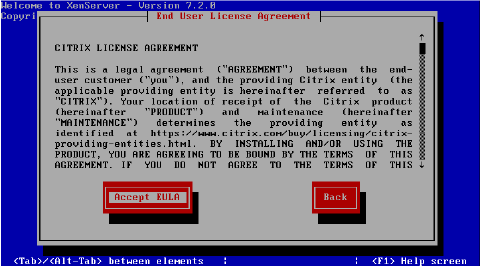 Welcome to XenServer - Version 7.2.0
Copyri
End User License Agreement
CITRIX LICENSE AGREEMENT
This is a legal agreement ("AGREEMENT") between the end-
user customer ("you"), and the providing Citrix entity (the
applicable providing entity is hereinafter referred to as
"CITRIX"). Your location of receipt of the Citrix product
(hereinafter "PRODUCT") and maintenance (hereinafter
"MAINTENANCE") determines the providing entity as
identified at https://www.citrix.com/buy/licensing/citrix-
providing-entities.html. BY INSTALLING AND/OR USING THE
PRODUCT, YOU ARE AGREEING TO BE BOUND BY THE TERMS OF THIS
AGREEMENT. IF YOU DO NOT AGREE TO THE TERMS OF THIS
Accept EULA Back
<Tab>/<Alt-Tab> between elements | | <F1> Help screen